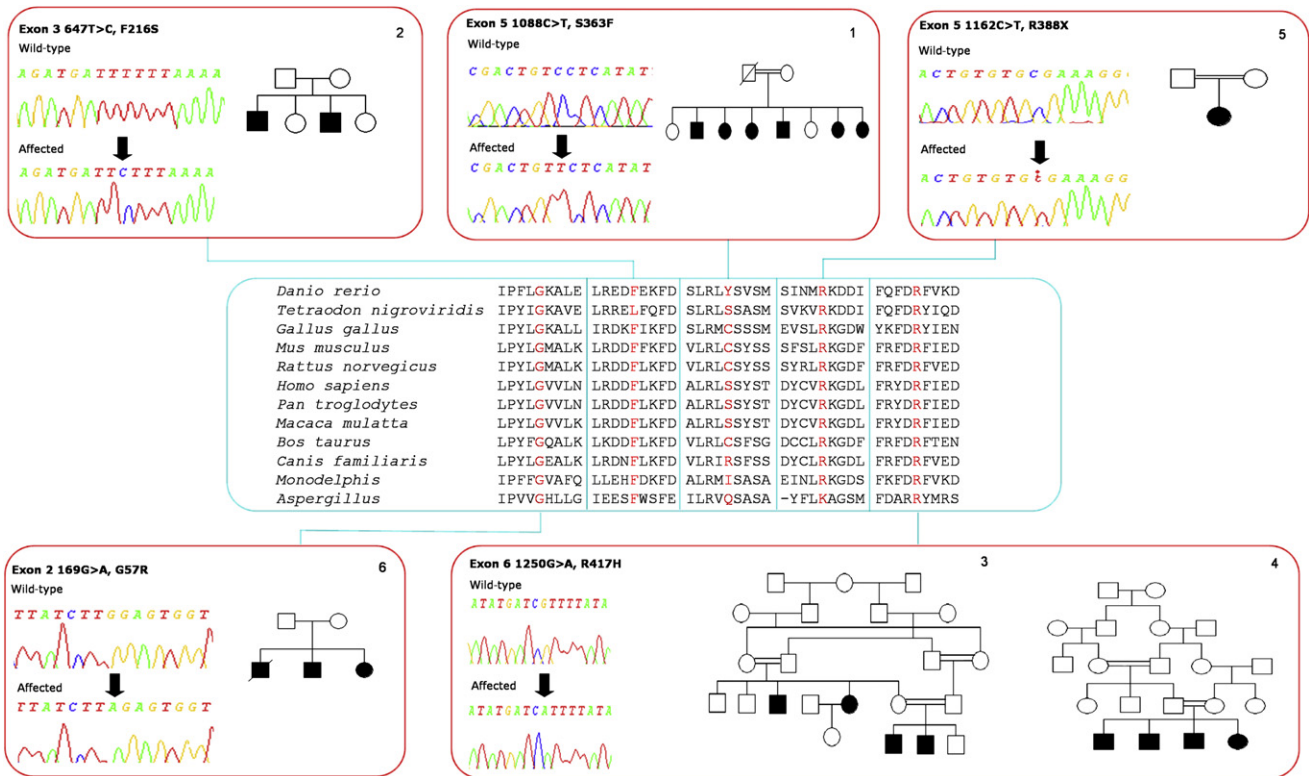 Exon 3 647T>C, F216S
2
Wild-type
AGATGATTTTTTAAAA
Affected
AGATGATTCTTTAAAA
Exon 5 1088C>T, S363F
1
Wild-type
CGACTGTCCTCATAT
Affected
CGACTGTTCTCATAT
Exon 5 1162C>T, R388X
5
Wild-type
ACTGTGTGCGAAAGG
Affected
ACTGTGTG GAAAGG
Danio rerio IPFLGKALE LREDFEKFD SLRLYSVSM SINMRKDDI FQFDRFVKD
Tetraodon nigroviridis IPYIGKAVE LRRELFQFD SLRLSSASM SVKVRKDDI FQFDRYIQD
Gallus gallus LPYLGKALL IRDKFIKFD SLRMCSSSM EVSLRKGDW YKFDRYIEN
Mus musculus LPYLGMALK LRDDFFKFD VLRLCSYSS SFSLRKGDF FRFDRFIED
Rattus norvegicus IPYLGMALK LRDDFLKFD VLRLCSYSS SYRLRKGDF FRFDRFVED
Homo sapiens LPYLGVVLN LRDDFLKFD ALRLSSYST DYCVRKGDL FRYDRFIED
Pan troglodytes LPYLGVVLN LRDDFLKFD ALRLSSYST DYCVRKGDL FRYDRFIED
Macaca mulatta LPYLGVVLK LRDDFLKFD ALRLSSYST DYCVRKGDL FRYDRFIED
Bos taurus LPYFGQALK LKDDFLKFD VLRLCSFSG DCCLRKGDF FRFDRFTEN
Canis familiaris LPYLGEALK LRDNFLKFD VLRIRSFSS DYCLRKGDL FRYDRFVED
Monodelphis IPFFGVAFQ LLEHFDKFD ALRMISASA EINLRKGDS FKFDRFVKD
Aspergillus IPVVGHLLG IEESFWSFE ILRVQSASA -YFLKAGSM FDARRYMRS
Exon 2 169G>A, G57R
6
Wild-type
TTATCTTGGAGTGGT
Affected
TTATCTTAGAGTGGT
Exon 6 1250G>A, R417H
3
4
Wild-type
ATATGATCGTTTTATA
Affected
ATATGATCATTTTATA